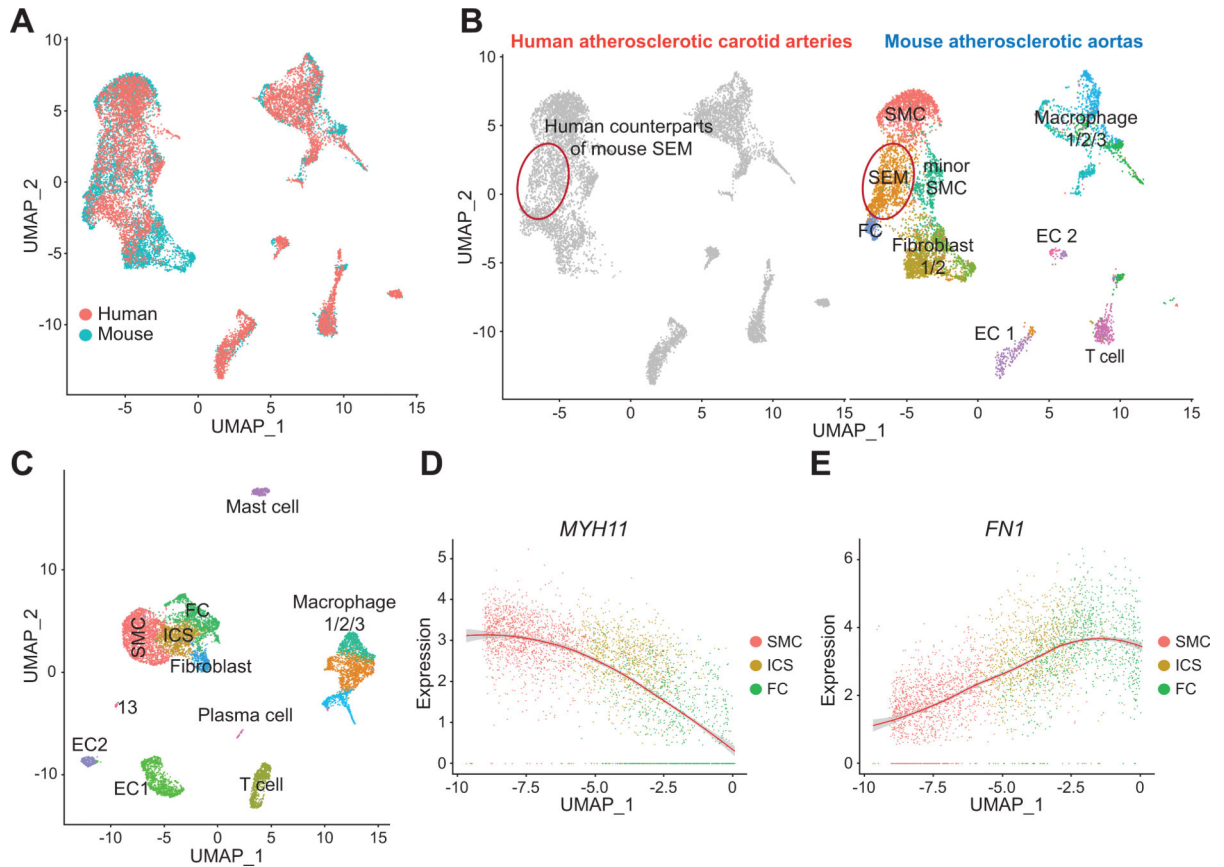 A
10
5
0
-5
-10
UMAP_2
Human
Mouse
-5
0
5
10
15
UMAP_1
B
Human atherosclerotic carotid arteries
Mouse atherosclerotic aortas
10
5
0
-5
-10
UMAP_2
Human counterparts
of mouse SEM
SMC
SEM
minor
SMC
FC
Fibroblast
1/2
Macrophage
1/2/3
EC 2
EC 1
T cell
-5
0
5
10
15
-5
0
5
10
15
UMAP_1
C
10
0
-10
UMAP_2
Mast cell
FC
SMC
ICS
Fibroblast
Macrophage
1/2/3
13
Plasma cell
EC2
EC1
T cell
-10
-5
0
5
10
15
UMAP_1
D
MYH11
5
4
3
2
1
0
Expression
SMC
ICS
FC
-10
-7.5
-5.0
-2.5
0
UMAP_1
E
FN1
6
4
2
0
Expression
SMC
ICS
FC
-10
-7.5
-5.0
-2.5
0
UMAP_1